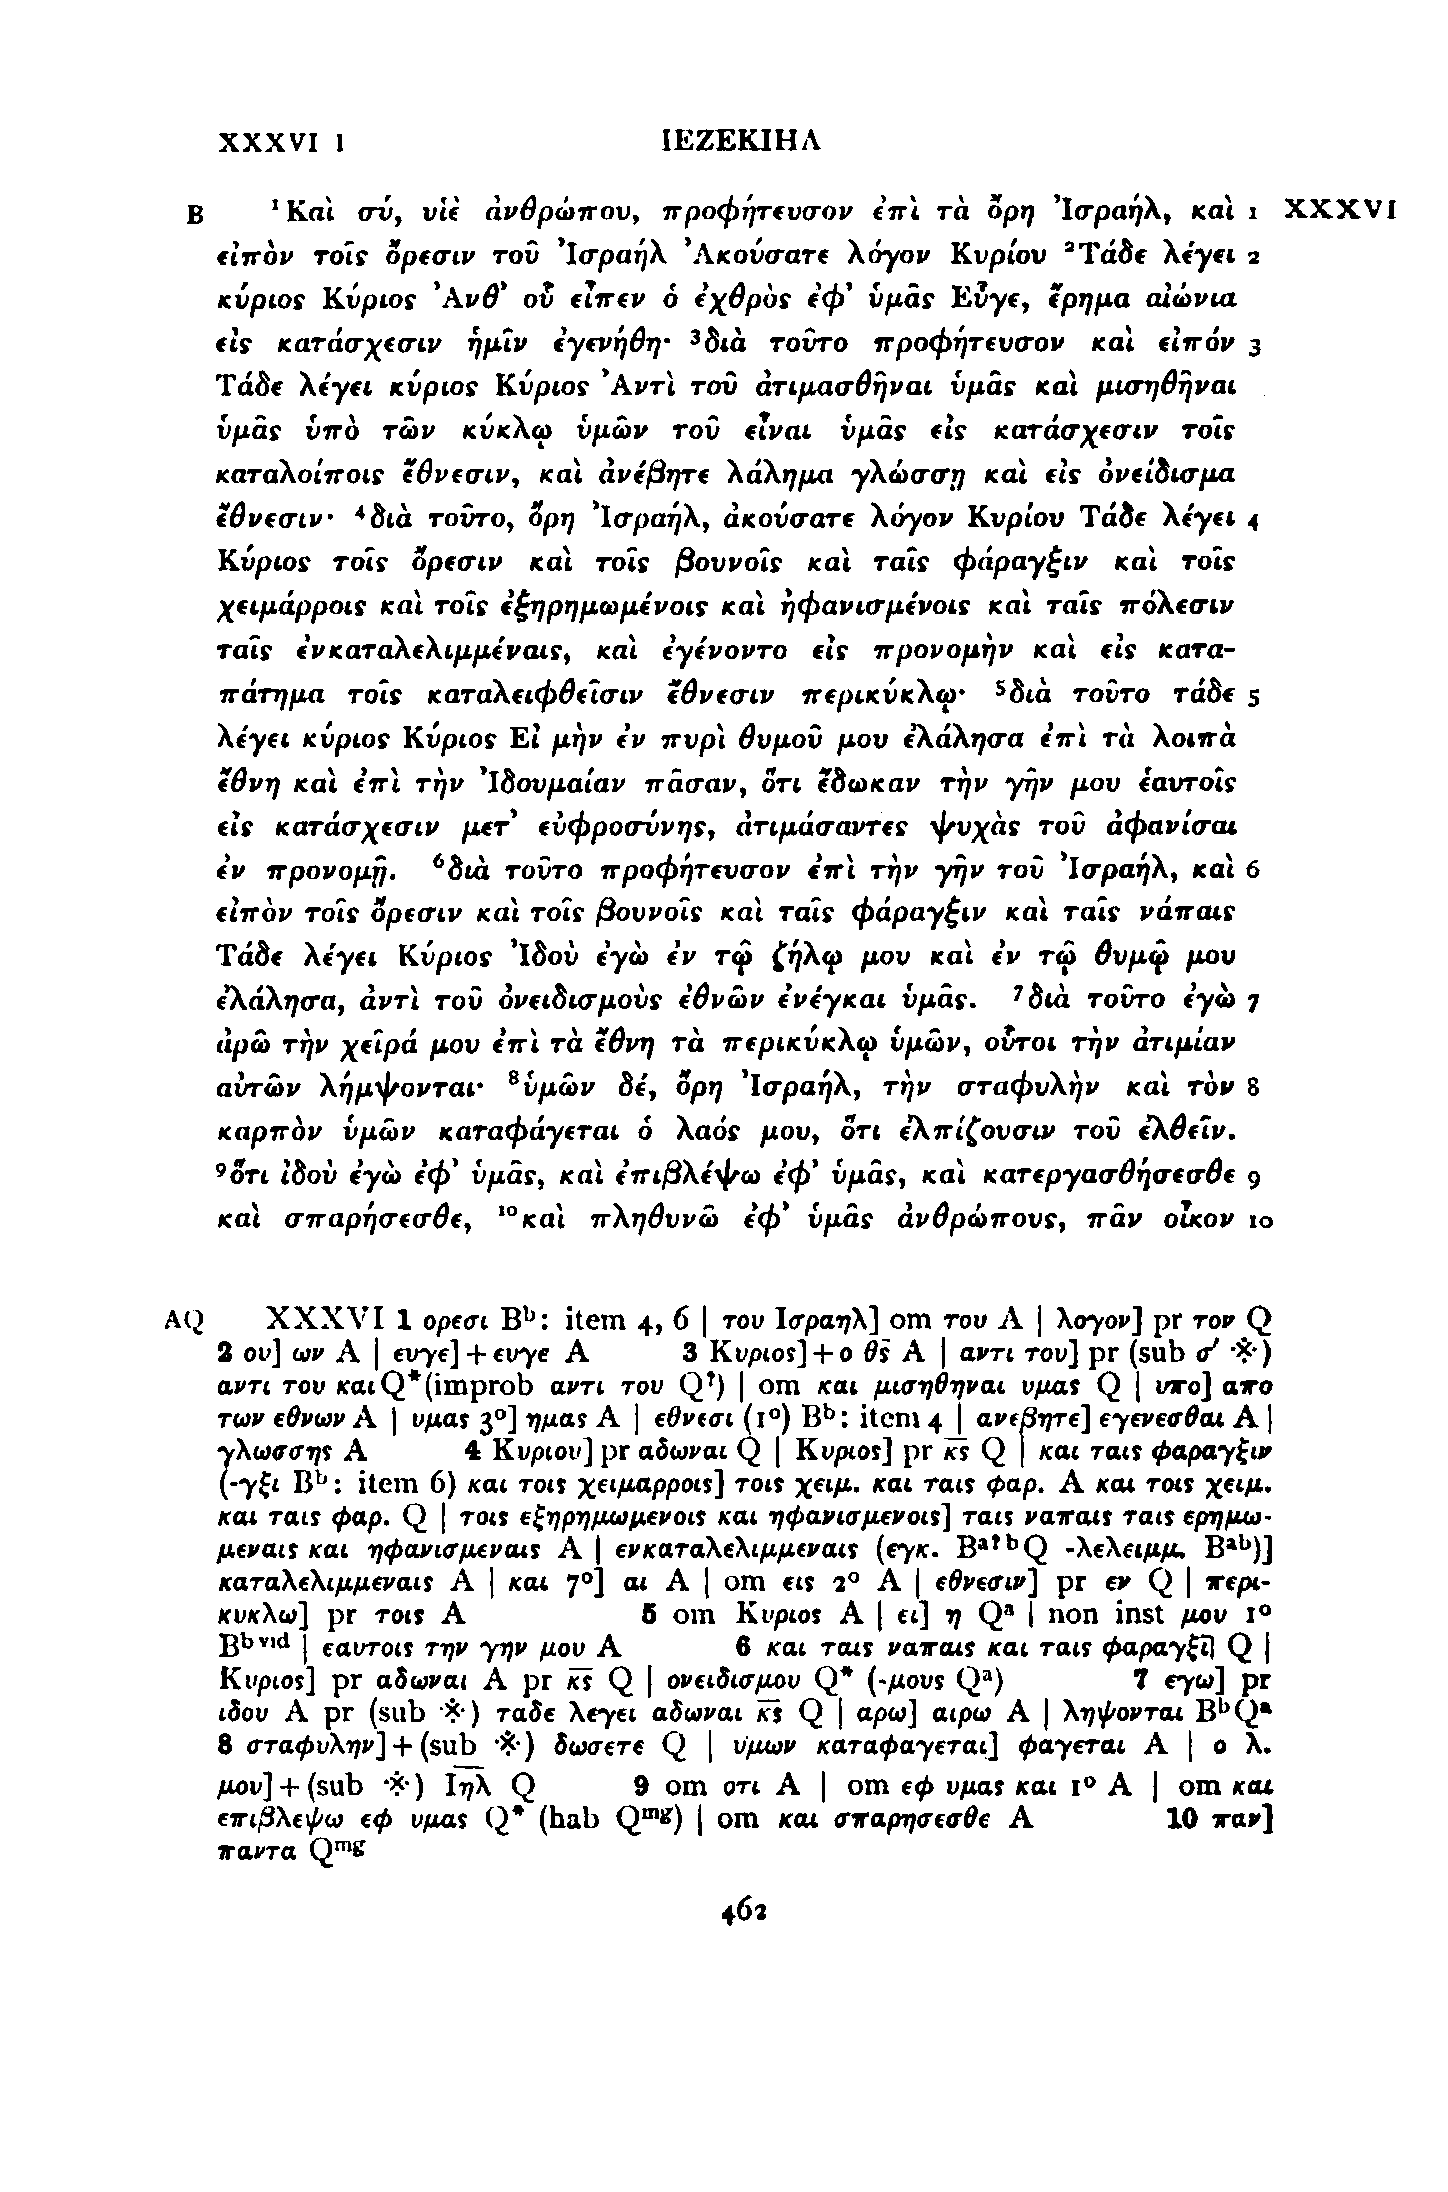 XXXVI 1 ΙΕΖΕΚΙΗΛ
B ¹Καὶ σύ, υἱὲ ἀνθρώπου, προφήτευσον ἐπὶ τὰ ὄρη Ἰσραήλ, καὶ 1 XXXVI
εἰπὸν τοῖς ὄρεσιν τοῦ Ἰσραήλ Ἀκούσατε λόγον Κυρίου ²Τάδε λέγει 2
κύριος Κύριος Ἀνθ᾽ οὗ εἶπεν ὁ ἐχθρὸς ἐφ᾽ ὑμᾶς Εὖγε, ἔρημα αἰώνια
εἰς κατάσχεσιν ἡμῖν ἐγενήθη· ³διὰ τοῦτο προφήτευσον καὶ εἰπόν 3
Τάδε λέγει κύριος Κύριος Ἀντὶ τοῦ ἀτιμασθῆναι ὑμᾶς καὶ μισηθῆναι
ὑμᾶς ὑπὸ τῶν κύκλῳ ὑμῶν τοῦ εἶναι ὑμᾶς εἰς κατάσχεσιν τοῖς
καταλοίποις ἔθνεσιν, καὶ ἀνέβητε λάλημα γλώσσῃ καὶ εἰς ὀνείδισμα
ἔθνεσιν· ⁴διὰ τοῦτο, ὄρη Ἰσραήλ, ἀκούσατε λόγον Κυρίου Τάδε λέγει 4
Κύριος τοῖς ὄρεσιν καὶ τοῖς βουνοῖς καὶ ταῖς φάραγξιν καὶ τοῖς
χειμάρροις καὶ τοῖς ἐξηρημωμένοις καὶ ἠφανισμένοις καὶ ταῖς πόλεσιν
ταῖς ἐνκαταλελιμμέναις, καὶ ἐγένοντο εἰς προνομὴν καὶ εἰς κατα-
πάτημα τοῖς καταλειφθεῖσιν ἔθνεσιν περικύκλῳ· ⁵διὰ τοῦτο τάδε 5
λέγει κύριος Κύριος Εἰ μὴν ἐν πυρὶ θυμοῦ μου ἐλάλησα ἐπὶ τὰ λοιπὰ
ἔθνη καὶ ἐπὶ τὴν Ἰδουμαίαν πᾶσαν, ὅτι ἔδωκαν τὴν γῆν μου ἑαυτοῖς
εἰς κατάσχεσιν μετ᾽ εὐφροσύνης, ἀτιμάσαντες ψυχὰς τοῦ ἀφανίσαι
ἐν προνομῇ. ⁶διὰ τοῦτο προφήτευσον ἐπὶ τὴν γῆν τοῦ Ἰσραήλ, καὶ 6
εἰπὸν τοῖς ὄρεσιν καὶ τοῖς βουνοῖς καὶ ταῖς φάραγξιν καὶ ταῖς νάπαις
Τάδε λέγει Κύριος Ἰδοὺ ἐγὼ ἐν τῷ ζήλῳ μου καὶ ἐν τῷ θυμῷ μου
ἐλάλησα, ἀντὶ τοῦ ὀνειδισμοὺς ἐθνῶν ἐνέγκαι ὑμᾶς. ⁷διὰ τοῦτο ἐγὼ 7
ἀρῶ τὴν χεῖρά μου ἐπὶ τὰ ἔθνη τὰ περικύκλῳ ὑμῶν, οὗτοι τὴν ἀτιμίαν
αὐτῶν λήμψονται· ⁸ὑμῶν δέ, ὄρη Ἰσραήλ, τὴν σταφυλὴν καὶ τὸν 8
καρπὸν ὑμῶν καταφάγεται ὁ λαός μου, ὅτι ἐλπίζουσιν τοῦ ἐλθεῖν.
⁹ὅτι ἰδοὺ ἐγὼ ἐφ᾽ ὑμᾶς, καὶ ἐπιβλέψω ἐφ᾽ ὑμᾶς, καὶ κατεργασθήσεσθε 9
καὶ σπαρήσεσθε, ¹⁰καὶ πληθυνῶ ἐφ᾽ ὑμᾶς ἀνθρώπους, πᾶν οἶκον 10
AQ XXXVI 1 ορεσι Bᵇ: item 4, 6 | του Ισραηλ] om του A | λογον] pr τον Q
2 ου] ων A | ευγε]+ευγε A 3 Κυριος]+ο θς̅ A | αντι του] pr (sub σ′ ※)
αντι του και Q*(improb αντι του Q?) | om και μισηθηναι υμας Q | υπο] απο
των εθνων A | υμας 3°] ημας A | εθνεσι (1°) Bᵇ: item 4 | ανεβητε] εγενεσθαι A |
γλωσσης A 4 Κυριου] pr αδωναι Q | Κυριος] pr κς̅ Q | και ταις φαραγξιν
(-γξι Bᵇ: item 6) και τοις χειμαρροις] τοις χειμ. και ταις φαρ. A και τοις χειμ.
και ταις φαρ. Q | τοις εξηρημωμενοις και ηφανισμενοις] ταις ναπαις ταις ερημω-
μεναις και ηφανισμεναις A | ενκαταλελιμμεναις (εγκ. Bᵃ?ᵇQ -λελειμμ. Bᵃᵇ)]
καταλελιμμεναις A | και 7°] αι A | om εις 2° A | εθνεσιν] pr εν Q | περι-
κυκλω] pr τοις A 5 om Κυριος A | ει] η Qᵃ | non inst μου 1°
Bᵇ ᵛⁱᵈ | εαυτοις την γην μου A 6 και ταις ναπαις και ταις φαραγξῑ Q |
Κυριος] pr αδωναι A pr κς̅ Q | ονειδισμου Q* (-μους Qᵃ) 7 εγω] pr
ιδου A pr (sub ※) ταδε λεγει αδωναι κς̅ Q | αρω] αιρω A | ληψονται BᵇQᵃ
8 σταφυλην]+(sub ※) δωσετε Q | υμων καταφαγεται] φαγεται A | ο λ.
μου]+(sub ※) Ιη̅λ Q 9 om οτι A | om εφ υμας και 1° A | om και
επιβλεψω εφ υμας Q* (hab Qᵐᵍ) | om και σπαρησεσθε A 10 παν]
παντα Qᵐᵍ
462